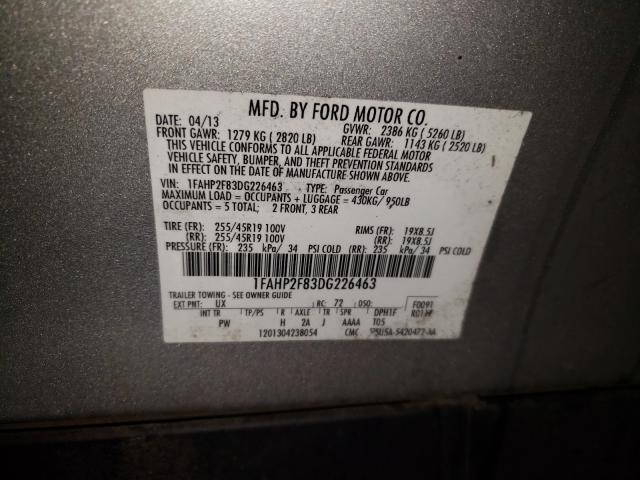 MFD. BY FORD MOTOR CO.
DATE: 04/13 GVWR: 2386 KG ( 5260 LB)
FRONT GAWR: 1279 KG ( 2820 LB) REAR GAWR: 1143 KG ( 2520 LB)
THIS VEHICLE CONFORMS TO ALL APPLICABLE FEDERAL MOTOR
VEHICLE SAFETY, BUMPER, AND THEFT PREVENTION STANDARDS
IN EFFECT ON THE DATE OF MANUFACTURE SHOWN ABOVE.
VIN: 1FAHP2F83DG226463 TYPE: Passenger Car
MAXIMUM LOAD = OCCUPANTS + LUGGAGE = 430KG/ 950LB
OCCUPANTS = 5 TOTAL; 2 FRONT, 3 REAR
TIRE (FR): 255/45R19 100V RIMS (FR): 19X8.5J
(RR): 255/45R19 100V (RR): 19X8.5J
PRESSURE (FR): 235 kPa/ 34 PSI COLD (RR): 235 kPa/ 34 PSI COLD
1FAHP2F83DG226463
TRAILER TOWING - SEE OWNER GUIDE
EXT PNT: UX RC: 72 DSO: F0091
INT TR TP/PS R AXLE TR SPR DPH1F
PW H 2A J AAAA T05
1201304238054 CMC